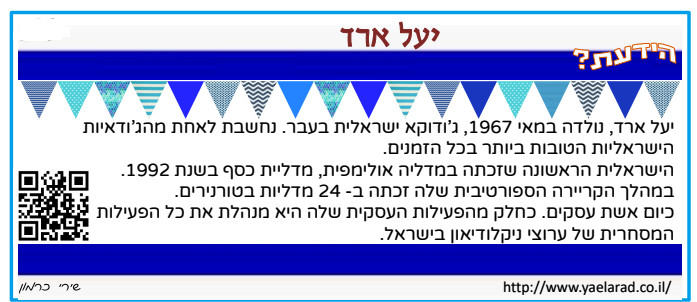 יעל ארד
הידעת?
יעל ארד, נולדה במאי 1967, ג'ודוקא ישראלית בעבר. נחשבת לאחת מהג'ודאיות
הישראליות הטובות ביותר בכל הזמנים.
הישראלית הראשונה שזכתה במדליה אולימפית, מדליית כסף בשנת 1992.
במהלך הקריירה הספורטיבית שלה זכתה ב- 24 מדליות בטורנירים.
כיום אשת עסקים. כחלק מהפעילות העסקית שלה היא מנהלת את כל הפעילות
המסחרית של ערוצי ניקלודיאון בישראל.
http://www.yaelarad.co.il/
שירי כרמון